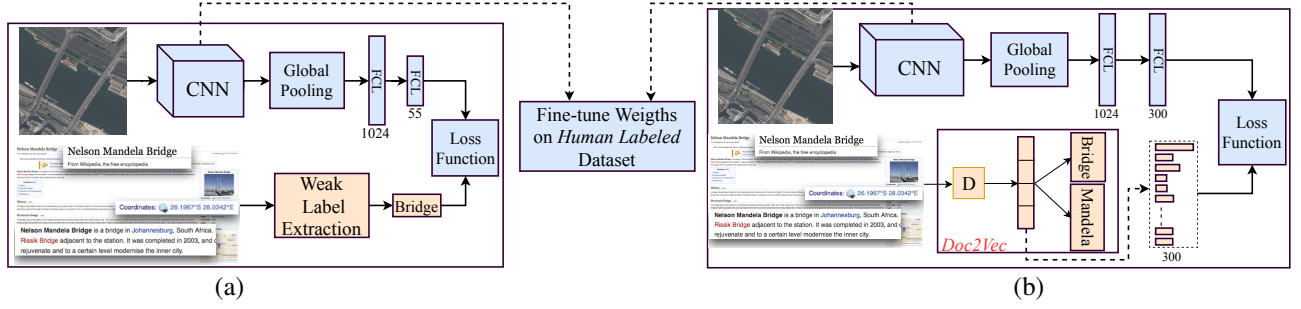 CNN
Global
Pooling
FCL
1024
FCL
55
Loss
Function
Nelson Mandela Bridge
From Wikipedia, the free encyclopedia
Coordinates: 26.1967°S 28.0342°E
Nelson Mandela Bridge is a bridge in Johannesburg, South Africa.
Rissik Bridge adjacent to the station. It was completed in 2003, and c
rejuvenate and to a certain level modernise the inner city.
Weak
Label
Extraction
Bridge
(a)
Fine-tune Weigths
on Human Labeled
Dataset
CNN
Global
Pooling
FCL
1024
FCL
300
Loss
Function
Nelson Mandela Bridge
From Wikipedia, the free encyclopedia
Coordinates: 26.1967°S 28.0342°E
Nelson Mandela Bridge is a bridge in Johannesburg, South Africa.
Rissik Bridge adjacent to the station. It was completed in 2003, and c
rejuvenate and to a certain level modernise the inner city.
D
Bridge
Mandela
Doc2Vec
300
(b)